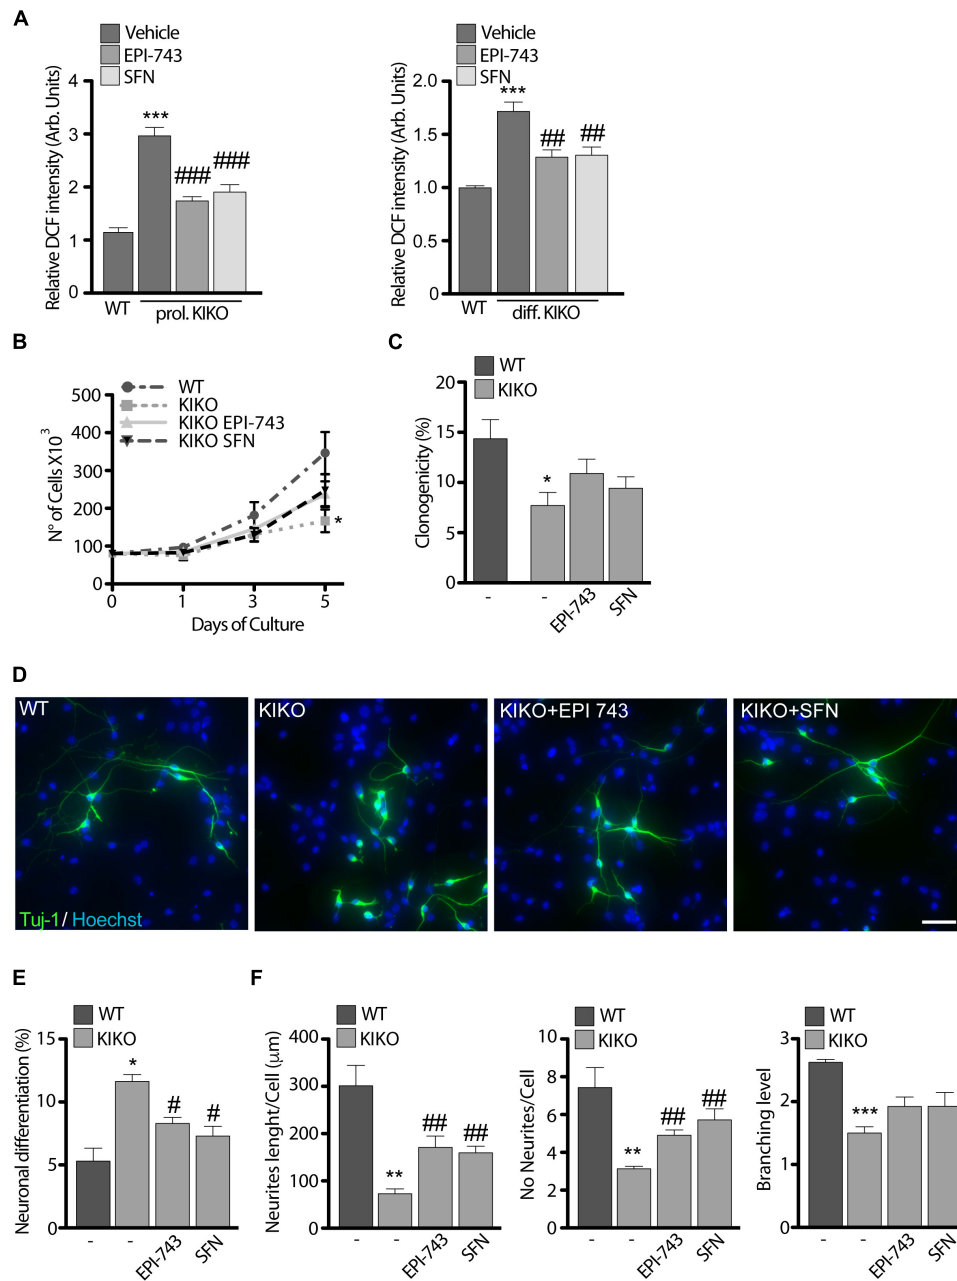 A
Vehicle
EPI-743
SFN
Relative DCF intensity (Arb. Units)
4
3
2
1
0
***
###
###
WT
prol. KIKO
Vehicle
EPI-743
SFN
Relative DCF intensity (Arb. Units)
2.0
1.5
1.0
0.5
0
***
##
##
WT
diff. KIKO
B
WT
KIKO
KIKO EPI-743
KIKO SFN
N° of Cells X10³
500
400
300
200
100
0
*
0 1 3 5
Days of Culture
C
WT
KIKO
Clonogenicity (%)
20
15
10
5
0
*
- - EPI-743 SFN
D
WT
KIKO
KIKO+EPI 743
KIKO+SFN
Tuj-1/Hoechst
E
WT
KIKO
Neuronal differentiation (%)
15
10
5
0
*
#
#
- - EPI-743 SFN
F
WT
KIKO
Neurites lenght/Cell (µm)
400
300
200
100
0
**
##
##
- - EPI-743 SFN
WT
KIKO
No Neurites/Cell
10
8
6
4
2
0
**
##
##
- - EPI-743 SFN
WT
KIKO
Branching level
3
2
1
0
***
- - EPI-743 SFN